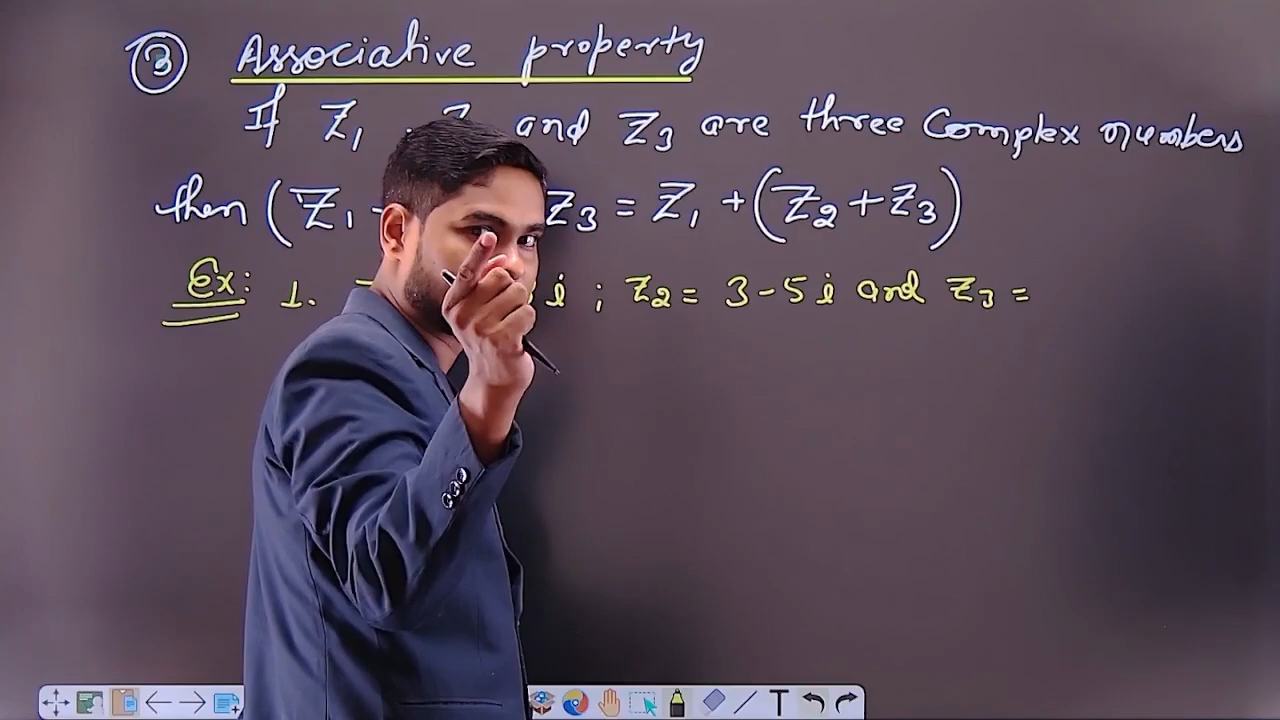 ③ Associative property
If Z₁ , and Z₃ are three Complex numbers
then (Z₁ Z₃ = Z₁ + (Z₂ + Z₃)
Ex: 1. i ; Z₂ = 3 - 5i and Z₃ =
T